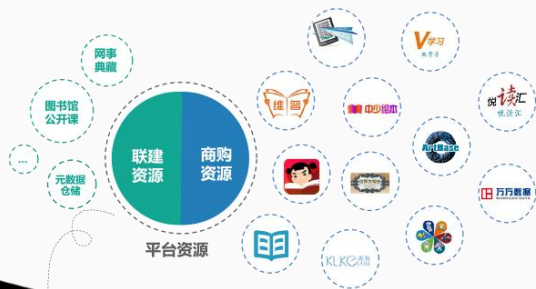 网事
典藏
图书馆
公开课
...
元数据
仓储
联建
资源
商购
资源
平台资源
V学习
维普
中少绘本
悦读汇
ArtBase
万方数据
WANFANG DATA
KLKC